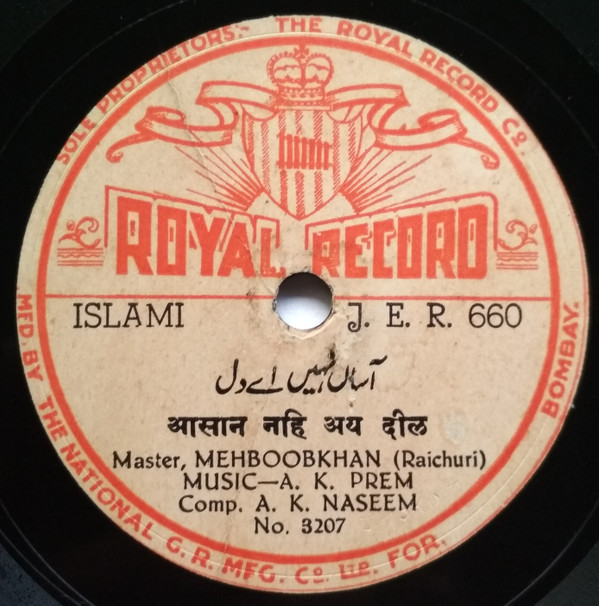 SOLE PROPRIETORS:- THE ROYAL RECORD Co.
ROYAL RECORD
ISLAMI J. E. R. 660
آساں نہیں اے دل
आसान नहि अय दील
Master, MEHBOOBKHAN (Raichuri)
MUSIC—A. K. PREM
Comp. A. K. NASEEM
No. 3207
MFD. BY THE NATIONAL G. R. MFG. Co. LTD. FOR,
BOMBAY.